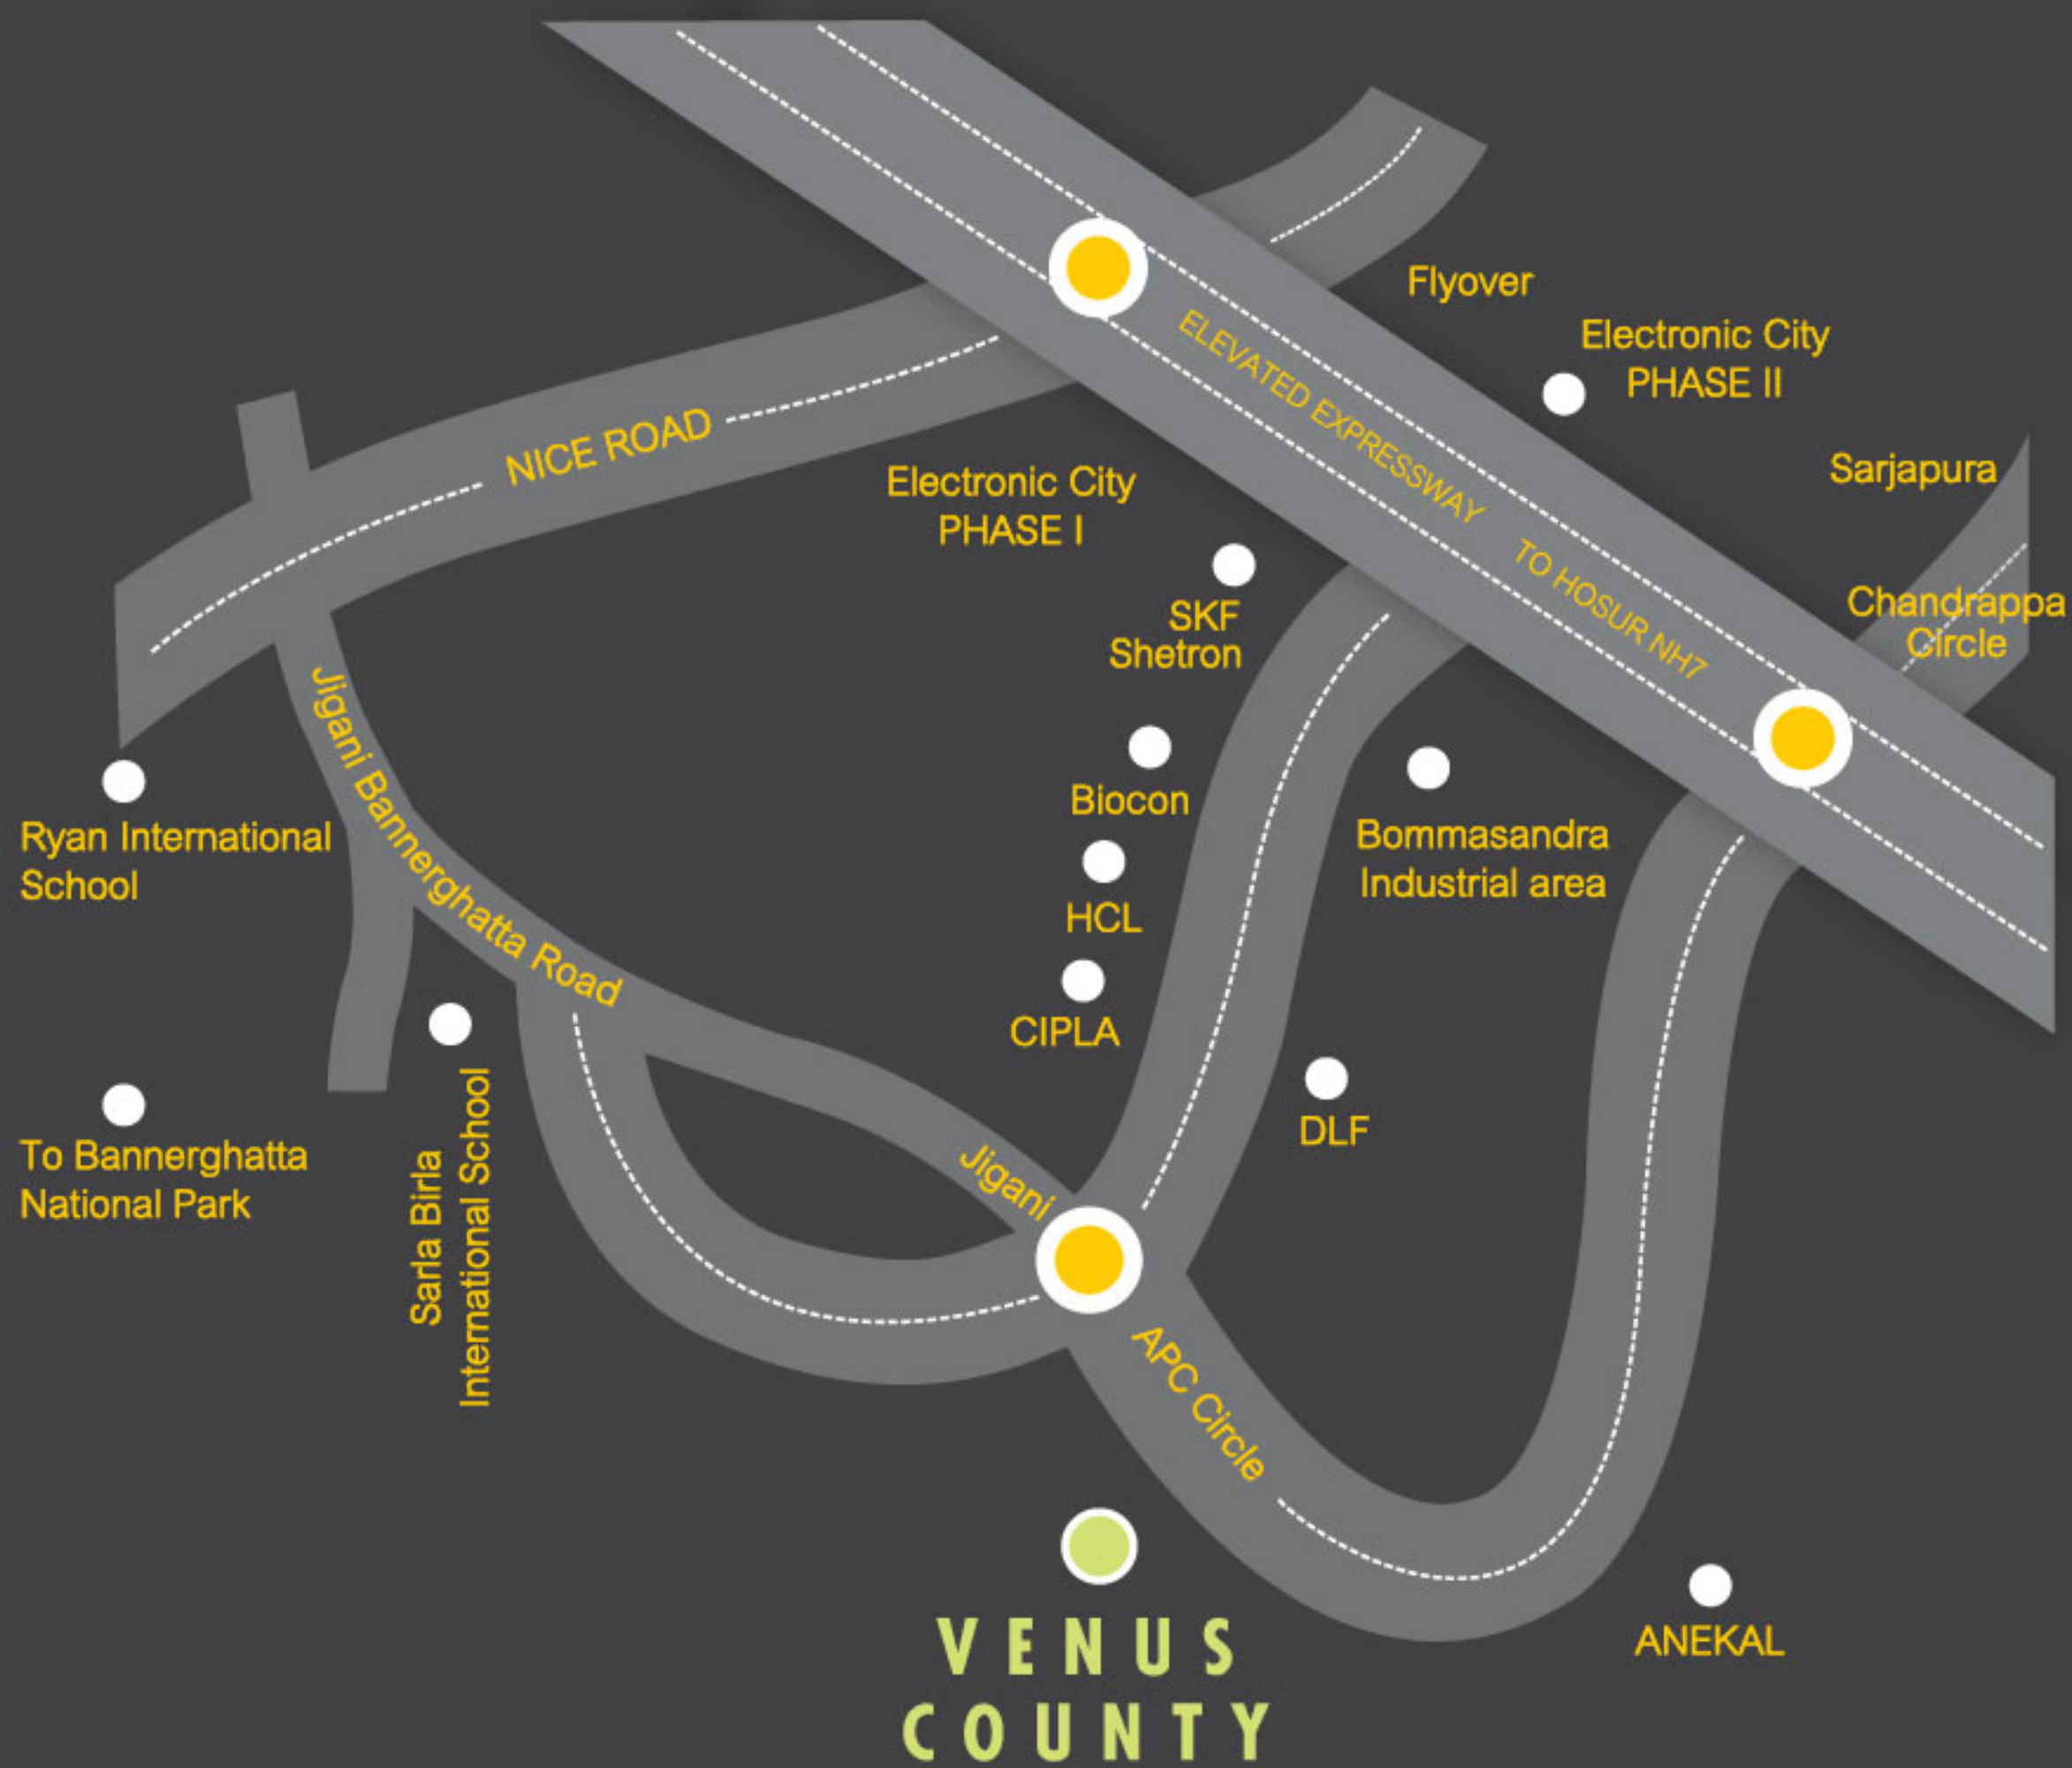 Flyover
ELEVATED EXPRESSWAY
TO HOSUR NH7
Electronic City
PHASE II
NICE ROAD
Electronic City
PHASE I
Sarjapura
Chandrappa
Circle
SKF
Shetron
Jigani Bannerghatta Road
Biocon
Bommasandra
Industrial area
Ryan International
School
HCL
CIPLA
DLF
To Bannerghatta
National Park
Sarla Birla
International School
Jigani
APC Circle
ANEKAL
VENUS
COUNTY